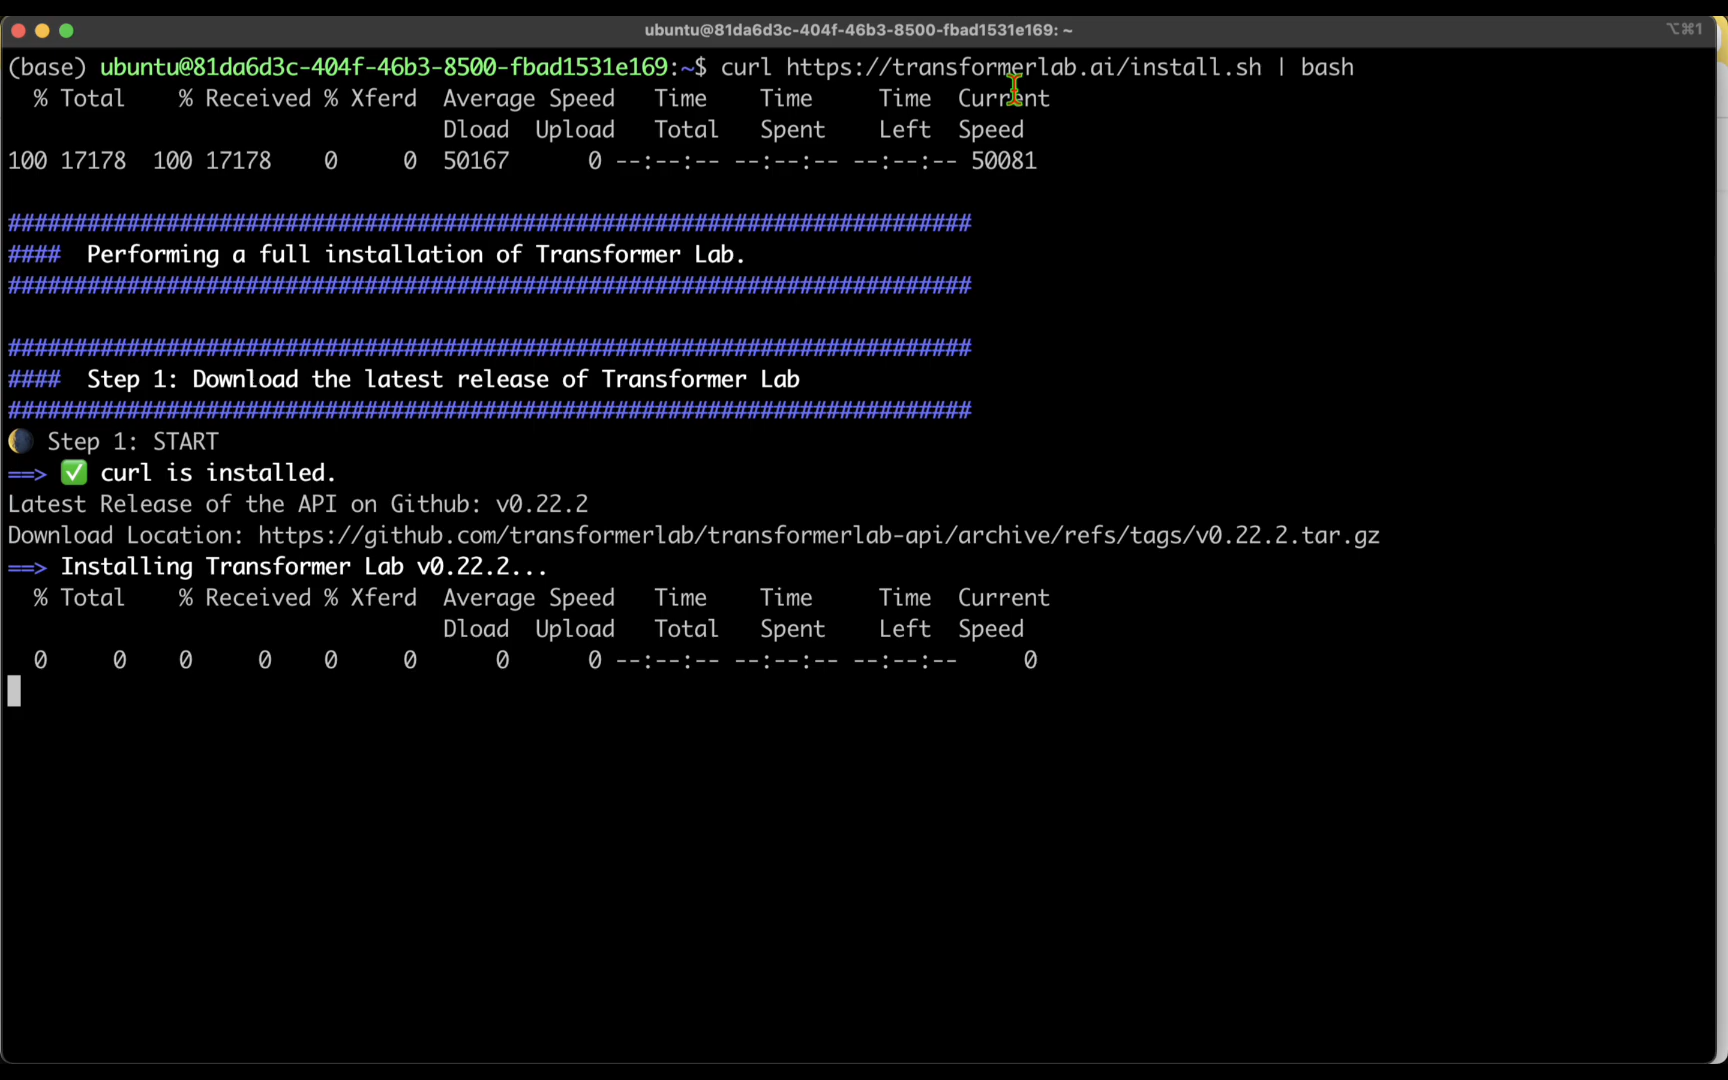 ubuntu@81da6d3c-404f-46b3-8500-fbad1531e169: ~ ⌥⌘1
(base) ubuntu@81da6d3c-404f-46b3-8500-fbad1531e169:~$ curl https://transformerlab.ai/install.sh | bash
  % Total    % Received % Xferd  Average Speed   Time    Time     Time  Current
                                 Dload  Upload   Total   Spent    Left  Speed
100 17178  100 17178    0     0  50167      0 --:--:-- --:--:-- --:--:-- 50081
#########################################################################
####  Performing a full installation of Transformer Lab.
#########################################################################
#########################################################################
####  Step 1: Download the latest release of Transformer Lab
#########################################################################
🌘 Step 1: START
==> ✅ curl is installed.
Latest Release of the API on Github: v0.22.2
Download Location: https://github.com/transformerlab/transformerlab-api/archive/refs/tags/v0.22.2.tar.gz
==> Installing Transformer Lab v0.22.2...
  % Total    % Received % Xferd  Average Speed   Time    Time     Time  Current
                                 Dload  Upload   Total   Spent    Left  Speed
  0     0    0     0    0     0      0      0 --:--:-- --:--:-- --:--:--     0